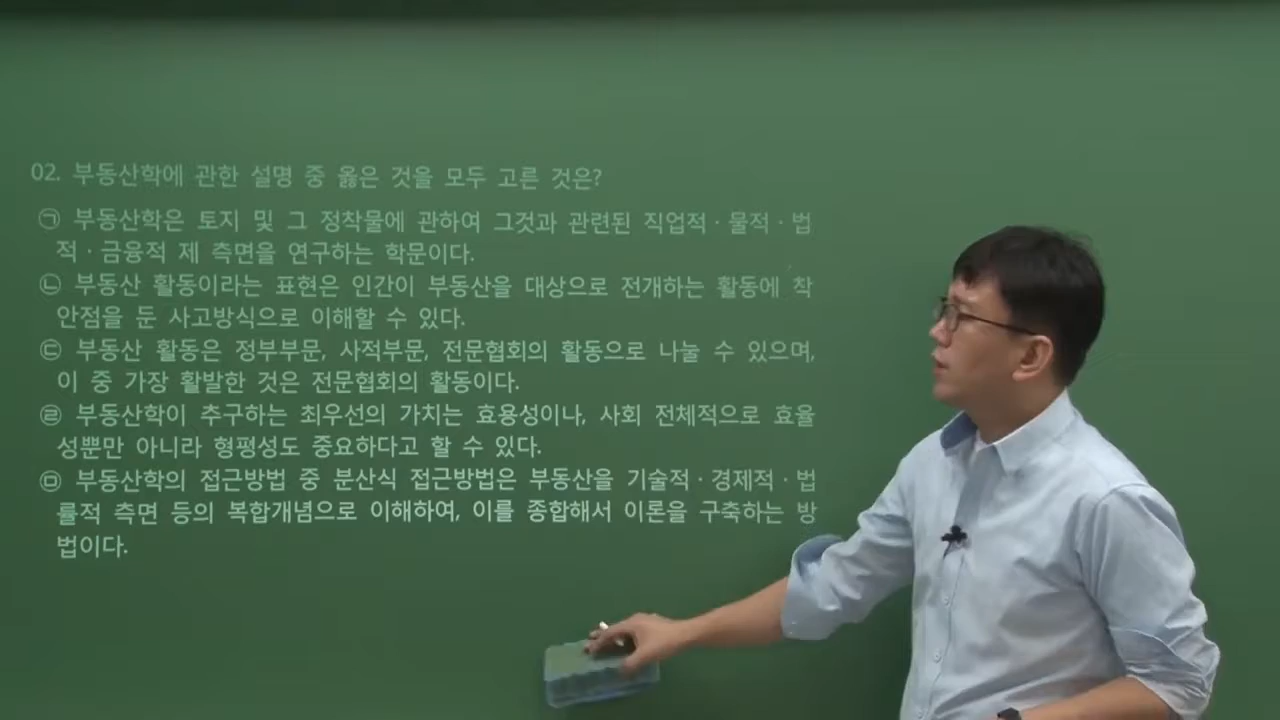 02. 부동산학에 관한 설명 중 옳은 것을 모두 고른 것은?
㉠ 부동산학은 토지 및 그 정착물에 관하여 그것과 관련된 직업적·물적·법
적·금융적 제 측면을 연구하는 학문이다.
㉡ 부동산 활동이라는 표현은 인간이 부동산을 대상으로 전개하는 활동에 착
안점을 둔 사고방식으로 이해할 수 있다.
㉢ 부동산 활동은 정부부문, 사적부문, 전문협회의 활동으로 나눌 수 있으며,
이 중 가장 활발한 것은 전문협회의 활동이다.
㉣ 부동산학이 추구하는 최우선의 가치는 효용성이나, 사회 전체적으로 효율
성뿐만 아니라 형평성도 중요하다고 할 수 있다.
㉤ 부동산학의 접근방법 중 분산식 접근방법은 부동산을 기술적·경제적·법
률적 측면 등의 복합개념으로 이해하여, 이를 종합해서 이론을 구축하는 방
법이다.